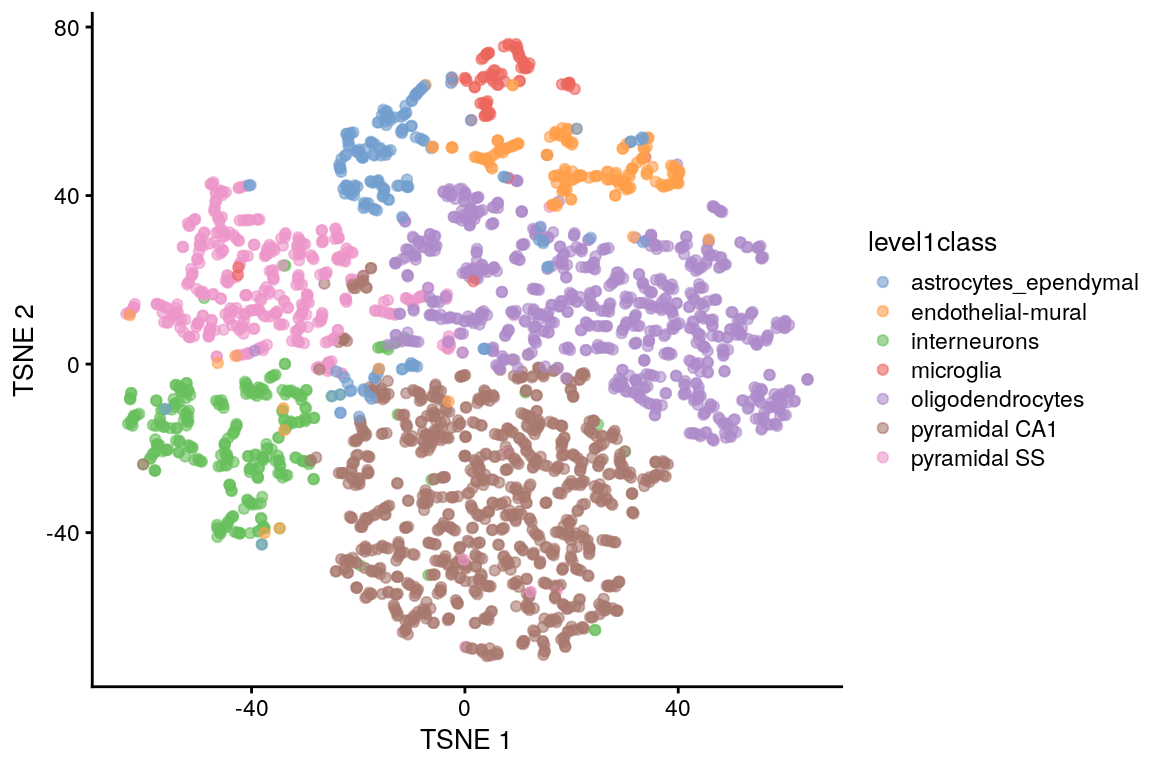 80
40
0
-40
TSNE 2
-40
0
40
TSNE 1
level1class
astrocytes_ependymal
endothelial-mural
interneurons
microglia
oligodendrocytes
pyramidal CA1
pyramidal SS